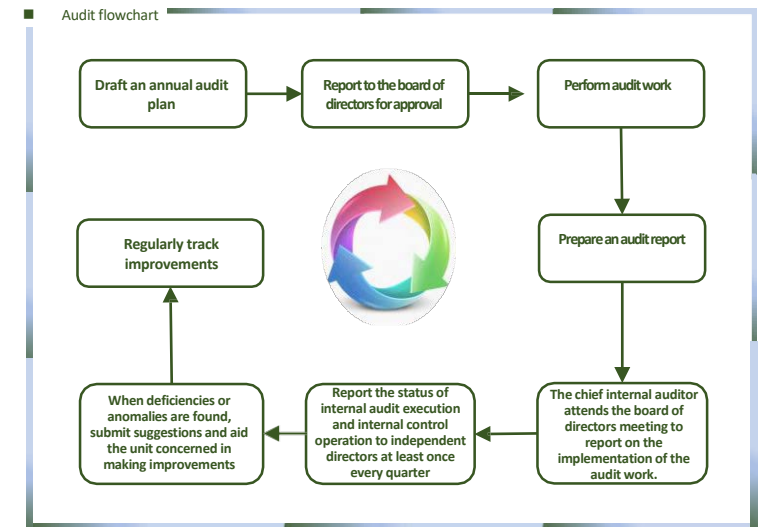 ■ Audit flowchart
Draft an annual audit
plan
Report to the board of
directors for approval
Perform audit work
Prepare an audit report
The chief internal auditor
attends the board of
directors meeting to
report on the
implementation of the
audit work.
Report the status of
internal audit execution
and internal control
operation to independent
directors at least once
every quarter
When deficiencies or
anomalies are found,
submit suggestions and aid
the unit concerned in
making improvements
Regularly track
improvements